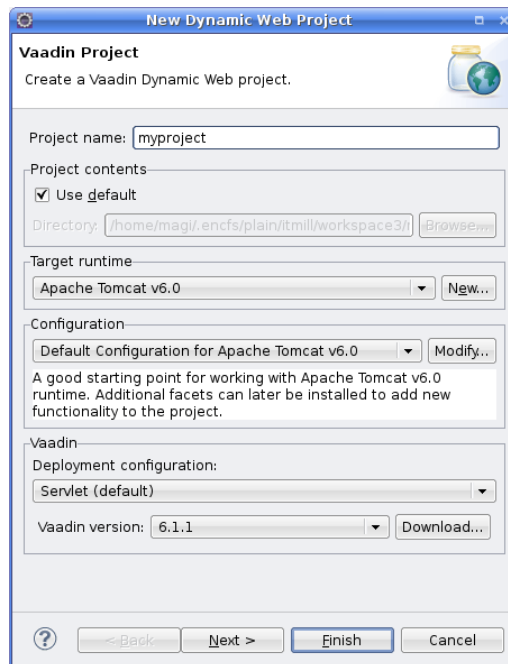 New Dynamic Web Project
Vaadin Project
Create a Vaadin Dynamic Web project.
Project name: myproject
Project contents
Use default
Directory: /home/magi/.encfs/plain/itmill/workspace3/ Browse...
Target runtime
Apache Tomcat v6.0 New...
Configuration
Default Configuration for Apache Tomcat v6.0 Modify...
A good starting point for working with Apache Tomcat v6.0
runtime. Additional facets can later be installed to add new
functionality to the project.
Vaadin
Deployment configuration:
Servlet (default)
Vaadin version: 6.1.1 Download...
? < Back Next > Finish Cancel